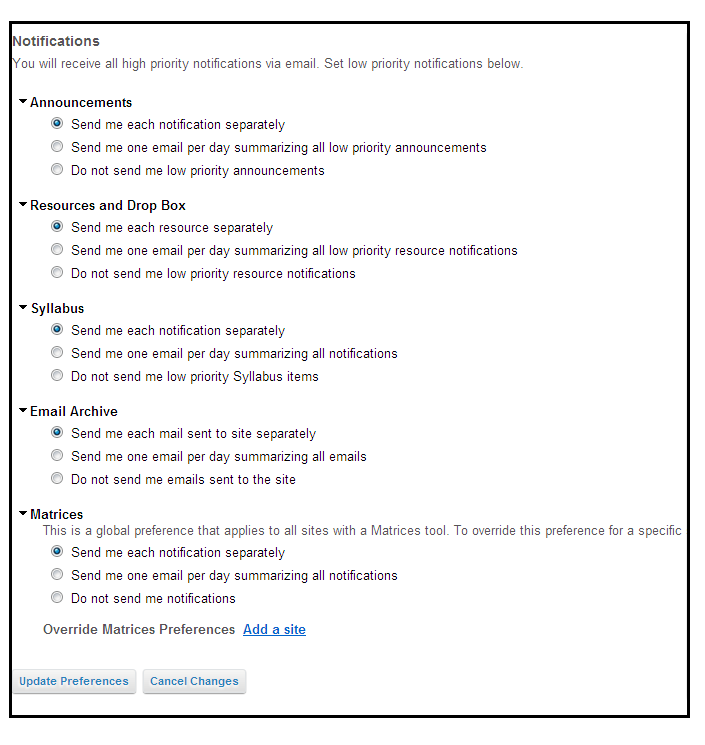 Notifications
You will receive all high priority notifications via email. Set low priority notifications below.
Announcements
Send me each notification separately
Send me one email per day summarizing all low priority announcements
Do not send me low priority announcements
Resources and Drop Box
Send me each resource separately
Send me one email per day summarizing all low priority resource notifications
Do not send me low priority resource notifications
Syllabus
Send me each notification separately
Send me one email per day summarizing all notifications
Do not send me low priority Syllabus items
Email Archive
Send me each mail sent to site separately
Send me one email per day summarizing all emails
Do not send me emails sent to the site
Matrices
This is a global preference that applies to all sites with a Matrices tool. To override this preference for a specific
Send me each notification separately
Send me one email per day summarizing all notifications
Do not send me notifications
Override Matrices Preferences Add a site
Update Preferences Cancel Changes